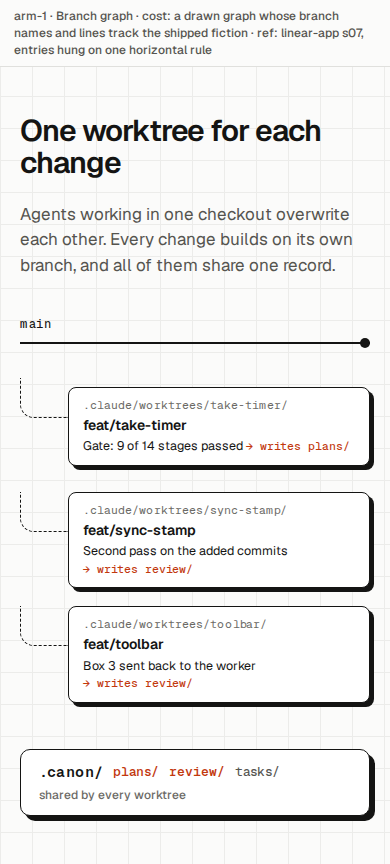 arm-1 · Branch graph · cost: a drawn graph whose branch
names and lines track the shipped fiction · ref: linear-app s07,
entries hung on one horizontal rule
One worktree for each
change
Agents working in one checkout overwrite
each other. Every change builds on its own
branch, and all of them share one record.
main
.claude/worktrees/take-timer/
feat/take-timer
Gate: 9 of 14 stages passed → writes plans/
.claude/worktrees/sync-stamp/
feat/sync-stamp
Second pass on the added commits
→ writes review/
.claude/worktrees/toolbar/
feat/toolbar
Box 3 sent back to the worker
→ writes review/
.canon/ plans/ review/ tasks/
shared by every worktree